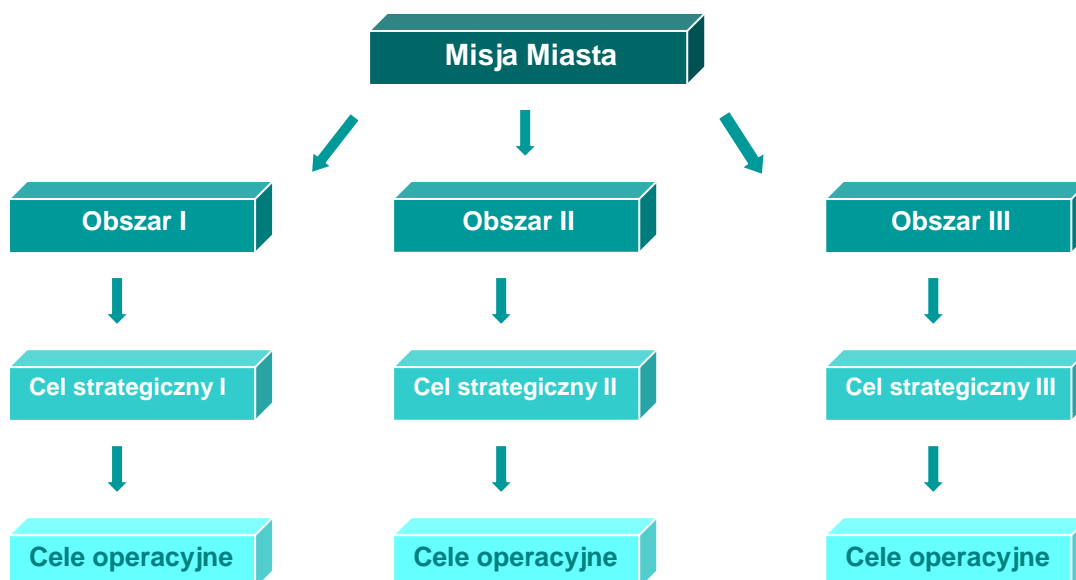 Misja Miasta
Obszar I
Obszar II
Obszar III
Cel strategiczny I
Cel strategiczny II
Cel strategiczny III
Cele operacyjne
Cele operacyjne
Cele operacyjne